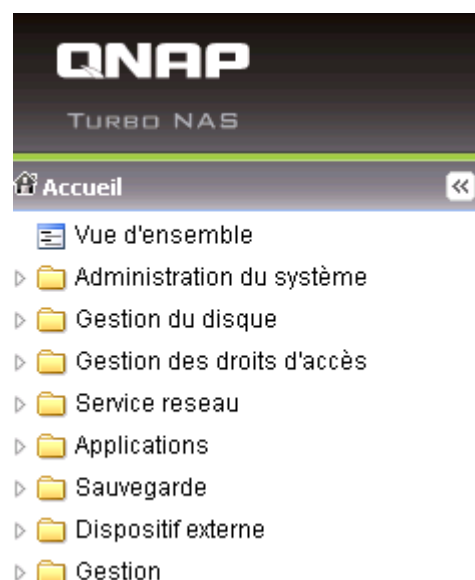 QNAP
TURBO NAS
Accueil
Vue d'ensemble
Administration du système
Gestion du disque
Gestion des droits d'accès
Service reseau
Applications
Sauvegarde
Dispositif externe
Gestion